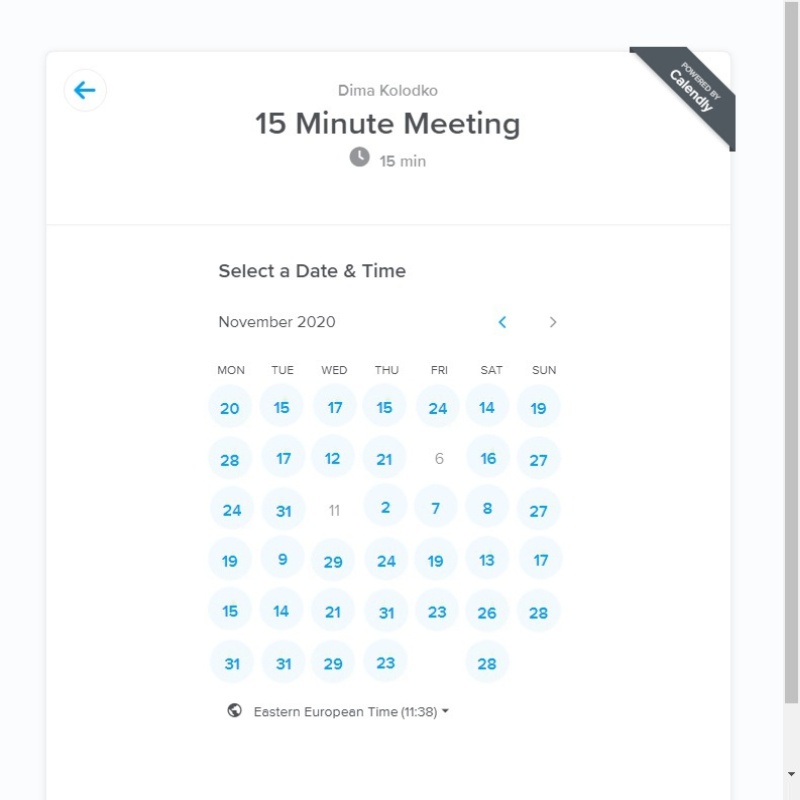 POWERED BY
Calendly
Dima Kolodko
15 Minute Meeting
15 min
Select a Date & Time
November 2020
MON TUE WED THU FRI SAT SUN
20 15 17 15 24 14 19
28 17 12 21 6 16 27
24 31 11 2 7 8 27
19 9 29 24 19 13 17
15 14 21 31 23 26 28
31 31 29 23 28
Eastern European Time (11:38)